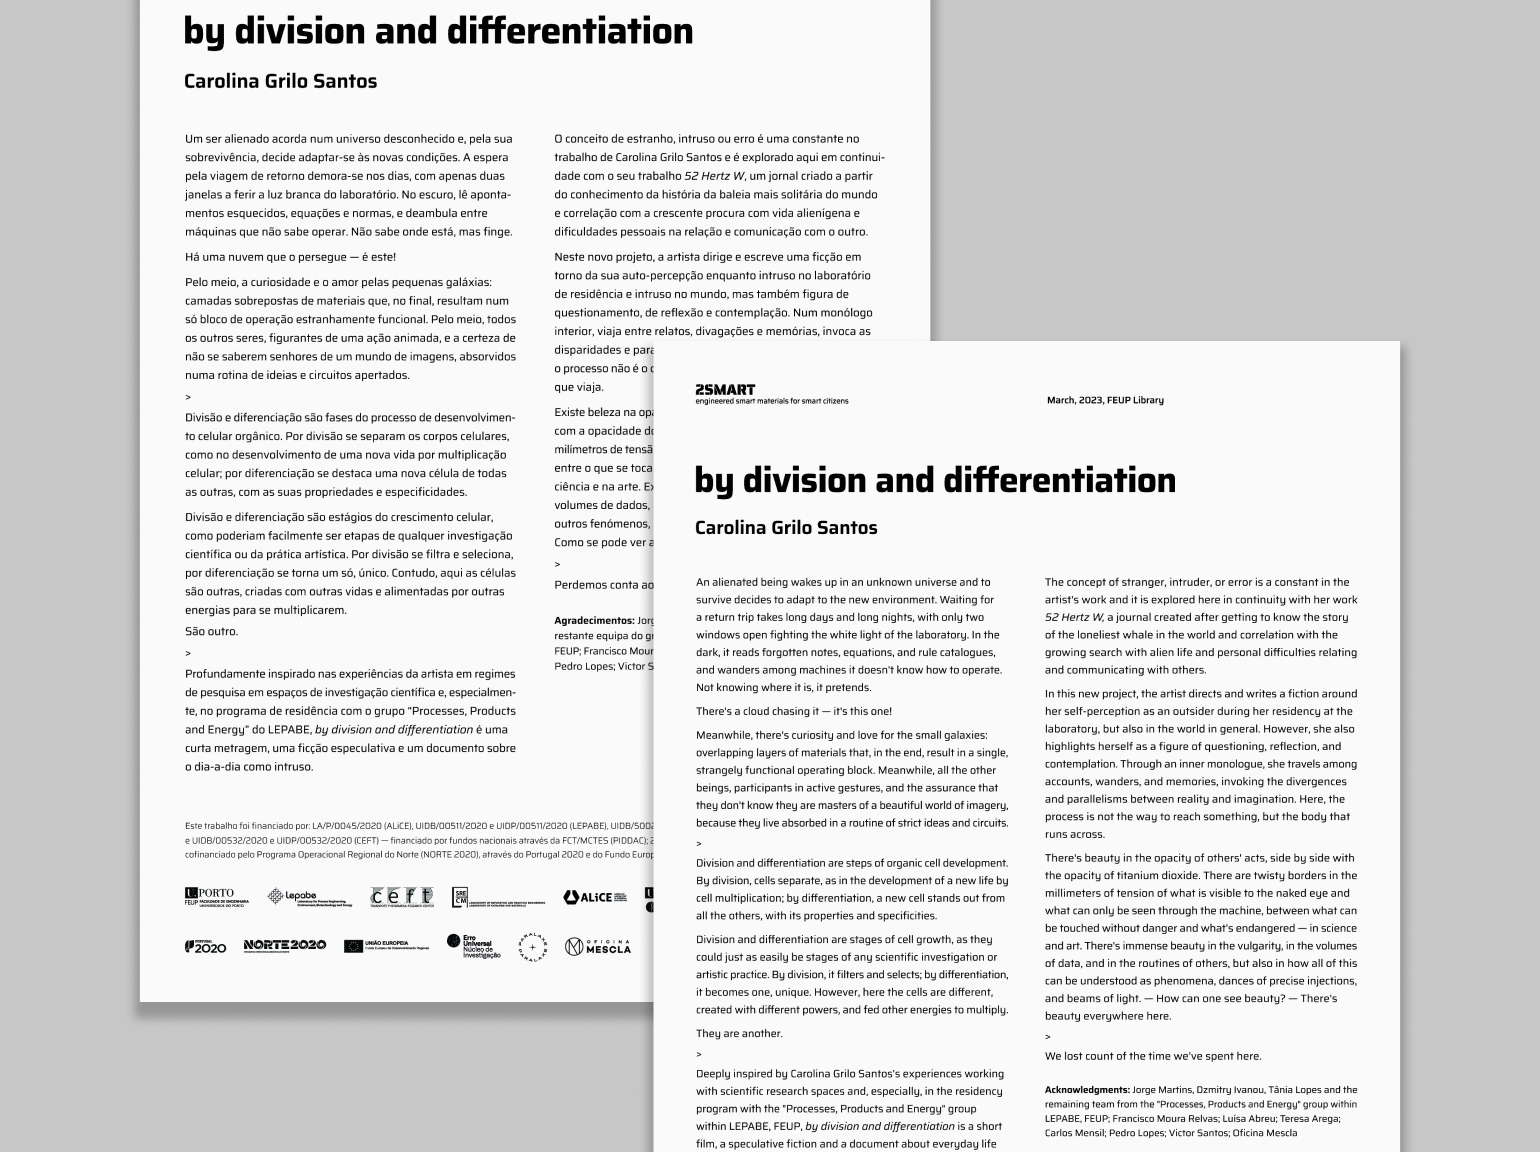 by division and differentiation
Carolina Grilo Santos
Um ser alienado acorda num universo desconhecido e, pela sua
sobrevivência, decide adaptar-se às novas condições. A espera
pela viagem de retorno demora-se nos dias, com apenas duas
janelas a ferir a luz branca do laboratório. No escuro, lê aponta-
mentos esquecidos, equações e normas, e deambula entre
máquinas que não sabe operar. Não sabe onde está, mas finge.
Há uma nuvem que o persegue — é este!
Pelo meio, a curiosidade e o amor pelas pequenas galáxias:
camadas sobrepostas de materiais que, no final, resultam num
só bloco de operação estranhamente funcional. Pelo meio, todos
os outros seres, figurantes de uma ação animada, e a certeza de
não se saberem senhores de um mundo de imagens, absorvidos
numa rotina de ideias e circuitos apertados.
>
Divisão e diferenciação são fases do processo de desenvolvimen-
to celular orgânico. Por divisão se separam os corpos celulares,
como no desenvolvimento de uma nova vida por multiplicação
celular; por diferenciação se destaca uma nova célula de todas
as outras, com as suas propriedades e especificidades.
Divisão e diferenciação são estágios do crescimento celular,
como poderiam facilmente ser etapas de qualquer investigação
científica ou da prática artística. Por divisão se filtra e seleciona,
por diferenciação se torna um só, único. Contudo, aqui as células
são outras, criadas com outras vidas e alimentadas por outras
energias para se multiplicarem.
São outro.
>
Profundamente inspirado nas experiências da artista em regimes
de pesquisa em espaços de investigação científica e, especialmen-
te, no programa de residência com o grupo "Processes, Products
and Energy" do LEPABE, by division and differentiation é uma
curta metragem, uma ficção especulativa e um documento sobre
o dia-a-dia como intruso.
O conceito de estranho, intruso ou erro é uma constante no
trabalho de Carolina Grilo Santos e é explorado aqui em continui-
dade com o seu trabalho 52 Hertz W, um jornal criado a partir
do conhecimento da história da baleia mais solitária do mundo
e correlação com a crescente procura com vida alienígena e
dificuldades pessoais na relação e comunicação com o outro.
Neste novo projeto, a artista dirige e escreve uma ficção em
torno da sua auto-percepção enquanto intruso no laboratório
de residência e intruso no mundo, mas também figura de
questionamento, de reflexão e contemplação. Num monólogo
interior, viaja entre relatos, divagações e memórias, invoca as
disparidades e para
o processo não é o
que viaja.
Existe beleza na opa
com a opacidade do
milímetros de tensã
entre o que se toca
ciência e na arte. Ex
volumes de dados,
outros fenómenos,
Como se pode ver a
>
Perdemos conta ao
Agradecimentos: Jorg
restante equipa do gr
FEUP; Francisco Mour
Pedro Lopes; Victor S
Este trabalho foi financiado por: LA/P/0045/2020 (ALiCE), UIDB/00511/2020 e UIDP/00511/2020 (LEPABE), UIDB/5002
e UIDB/00532/2020 e UIDP/00532/2020 (CEFT) — financiado por fundos nacionais através da FCT/MCTES (PIDDAC); 2
cofinanciado pelo Programa Operacional Regional do Norte (NORTE 2020), através do Portugal 2020 e do Fundo Europ
U.PORTO
FEUP FACULDADE DE ENGENHARIA
UNIVERSIDADE DO PORTO
Lepabe
Laboratory for Process Engineering,
Environment, Biotechnology and Energy
ceft
TRANSPORT PHENOMENA RESEARCH CENTER
ALiCE
PORTUGAL
2020
NORTE2020
UNIÃO EUROPEIA
Fundo Europeu de Desenvolvimento Regional
Erro
Universal
Núcleo de
Investigação
PARALAXE
OFICINA
MESCLA
2SMART
engineered smart materials for smart citizens
March, 2023, FEUP Library
by division and differentiation
Carolina Grilo Santos
An alienated being wakes up in an unknown universe and to
survive decides to adapt to the new environment. Waiting for
a return trip takes long days and long nights, with only two
windows open fighting the white light of the laboratory. In the
dark, it reads forgotten notes, equations, and rule catalogues,
and wanders among machines it doesn't know how to operate.
Not knowing where it is, it pretends.
There's a cloud chasing it — it's this one!
Meanwhile, there's curiosity and love for the small galaxies:
overlapping layers of materials that, in the end, result in a single,
strangely functional operating block. Meanwhile, all the other
beings, participants in active gestures, and the assurance that
they don't know they are masters of a beautiful world of imagery,
because they live absorbed in a routine of strict ideas and circuits.
>
Division and differentiation are steps of organic cell development.
By division, cells separate, as in the development of a new life by
cell multiplication; by differentiation, a new cell stands out from
all the others, with its properties and specificities.
Division and differentiation are stages of cell growth, as they
could just as easily be stages of any scientific investigation or
artistic practice. By division, it filters and selects; by differentiation,
it becomes one, unique. However, here the cells are different,
created with different powers, and fed other energies to multiply.
They are another.
>
Deeply inspired by Carolina Grilo Santos's experiences working
with scientific research spaces and, especially, in the residency
program with the "Processes, Products and Energy" group
within LEPABE, FEUP, by division and differentiation is a short
film, a speculative fiction and a document about everyday life
The concept of stranger, intruder, or error is a constant in the
artist's work and it is explored here in continuity with her work
52 Hertz W, a journal created after getting to know the story
of the loneliest whale in the world and correlation with the
growing search with alien life and personal difficulties relating
and communicating with others.
In this new project, the artist directs and writes a fiction around
her self-perception as an outsider during her residency at the
laboratory, but also in the world in general. However, she also
highlights herself as a figure of questioning, reflection, and
contemplation. Through an inner monologue, she travels among
accounts, wanders, and memories, invoking the divergences
and parallelisms between reality and imagination. Here, the
process is not the way to reach something, but the body that
runs across.
There's beauty in the opacity of others' acts, side by side with
the opacity of titanium dioxide. There are twisty borders in the
millimeters of tension of what is visible to the naked eye and
what can only be seen through the machine, between what can
be touched without danger and what's endangered — in science
and art. There's immense beauty in the vulgarity, in the volumes
of data, and in the routines of others, but also in how all of this
can be understood as phenomena, dances of precise injections,
and beams of light. — How can one see beauty? — There's
beauty everywhere here.
>
We lost count of the time we've spent here.
Acknowledgments: Jorge Martins, Dzmitry Ivanou, Tânia Lopes and the
remaining team from the "Processes, Products and Energy" group within
LEPABE, FEUP; Francisco Moura Relvas; Luísa Abreu; Teresa Arega;
Carlos Mensil; Pedro Lopes; Victor Santos; Oficina Mescla